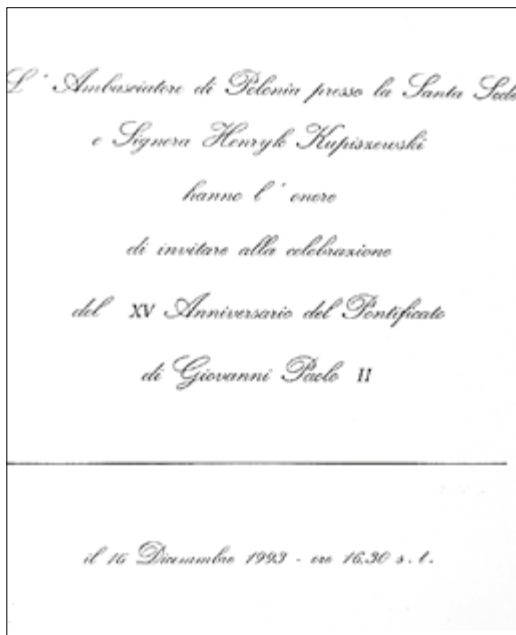 L'Ambasciatore di Polonia presso la Santa Sede
e Signora Henryk Kupiszewski
hanno l'onore
di invitare alla celebrazione
del XV Anniversario del Pontificato
di Giovanni Paolo II
il 16 Dicembre 1993 - ore 16.30 s.t.